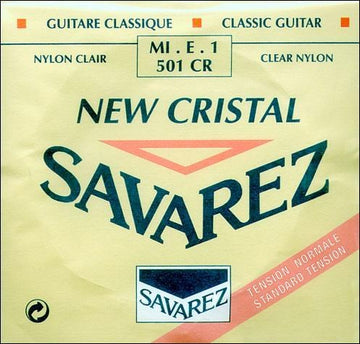 GUITARE CLASSIQUE CLASSIC GUITAR
MI . E . 1
NYLON CLAIR 501 CR CLEAR NYLON
NEW CRISTAL
SAVAREZ
TENSION NORMALE
STANDARD TENSION
SAVAREZ